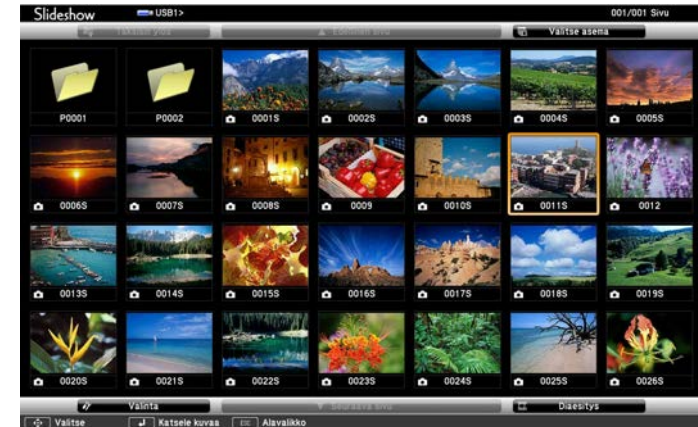 Slideshow USB1> 001/001 Sivu
Takaisin ylös Edellinen sivu Valitse asema
P0001 P0002 0001S 0002S 0003S 0004S 0005S
0006S 0007S 0008S 0009 0010S 0011S 0012
0013S 0014S 0015S 0016S 0017S 0018S 0019S
0020S 0021S 0022S 0023S 0024S 0025S 0026S
Valinta Seuraava sivu Diaesitys
Valitse Katsele kuvaa Alavalikko